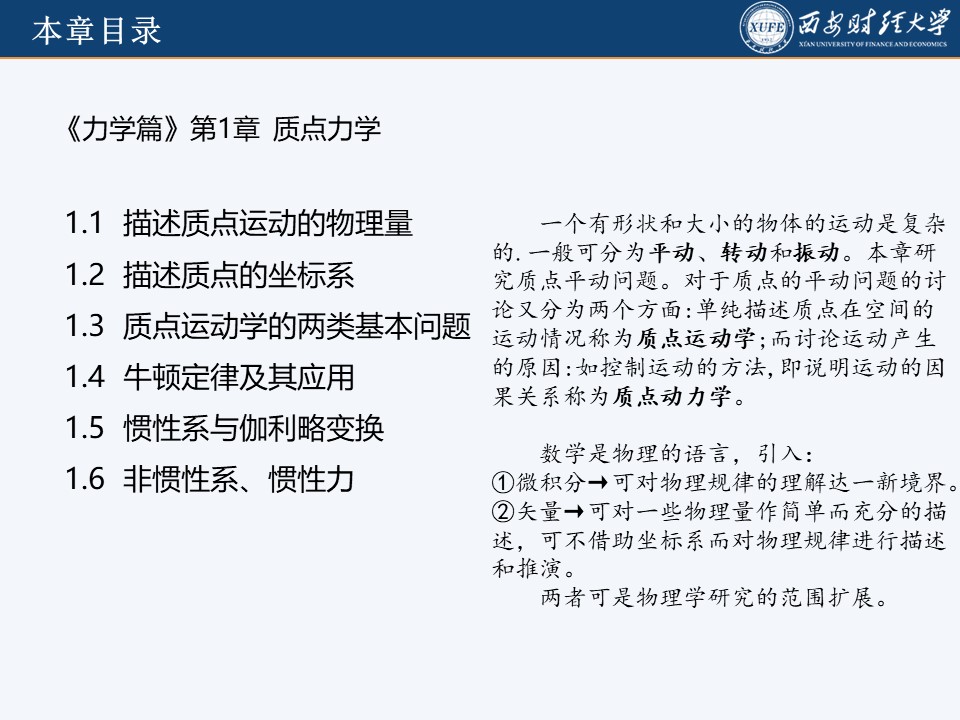 本章目录
XUFE
西安财经大学
XI'AN UNIVERSITY OF FINANCE AND ECONOMICS
《力学篇》第1章 质点力学
1.1 描述质点运动的物理量
1.2 描述质点的坐标系
1.3 质点运动学的两类基本问题
1.4 牛顿定律及其应用
1.5 惯性系与伽利略变换
1.6 非惯性系、惯性力
一个有形状和大小的物体的运动是复杂
的.一般可分为平动、转动和振动。本章研
究质点平动问题。对于质点的平动问题的讨
论又分为两个方面:单纯描述质点在空间的
运动情况称为质点运动学;而讨论运动产生
的原因:如控制运动的方法,即说明运动的因
果关系称为质点动力学。
数学是物理的语言，引入：
①微积分→可对物理规律的理解达一新境界。
②矢量→可对一些物理量作简单而充分的描
述，可不借助坐标系而对物理规律进行描述
和推演。
两者可是物理学研究的范围扩展。